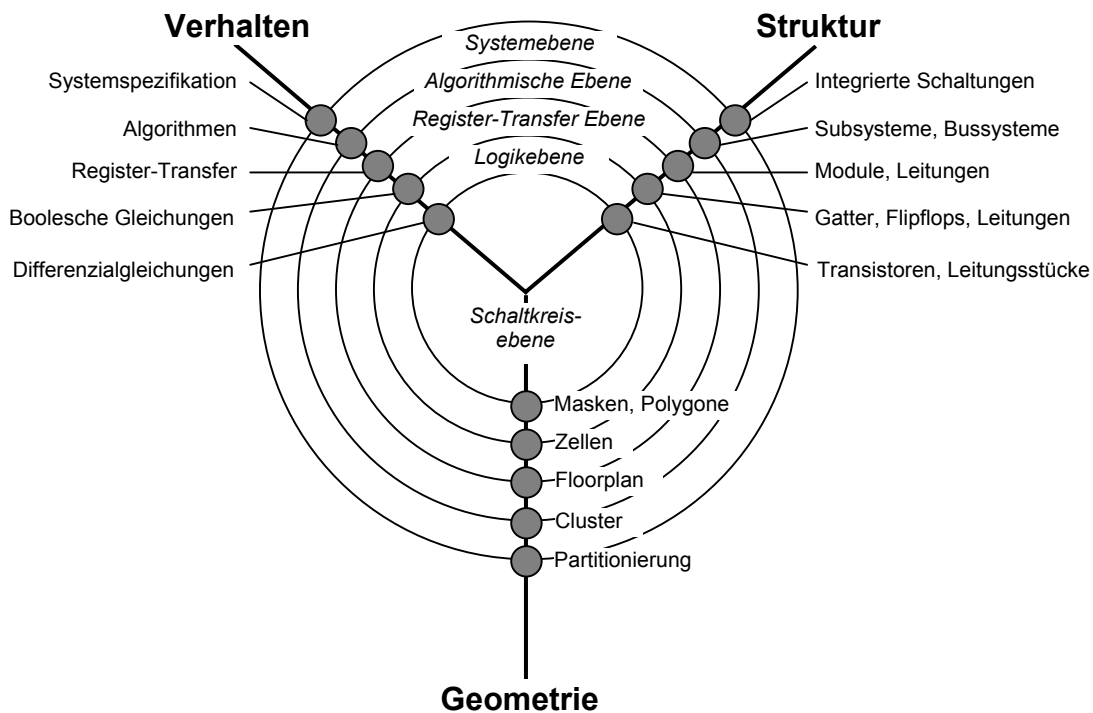 Verhalten
Struktur
Systemebene
Systemspezifikation
Algorithmische Ebene
Integrierte Schaltungen
Algorithmen
Register-Transfer Ebene
Subsysteme, Bussysteme
Register-Transfer
Logikebene
Module, Leitungen
Boolesche Gleichungen
Gatter, Flipflops, Leitungen
Differenzialgleichungen
Transistoren, Leitungsstücke
Schaltkreis-
ebene
Masken, Polygone
Zellen
Floorplan
Cluster
Partitionierung
Geometrie